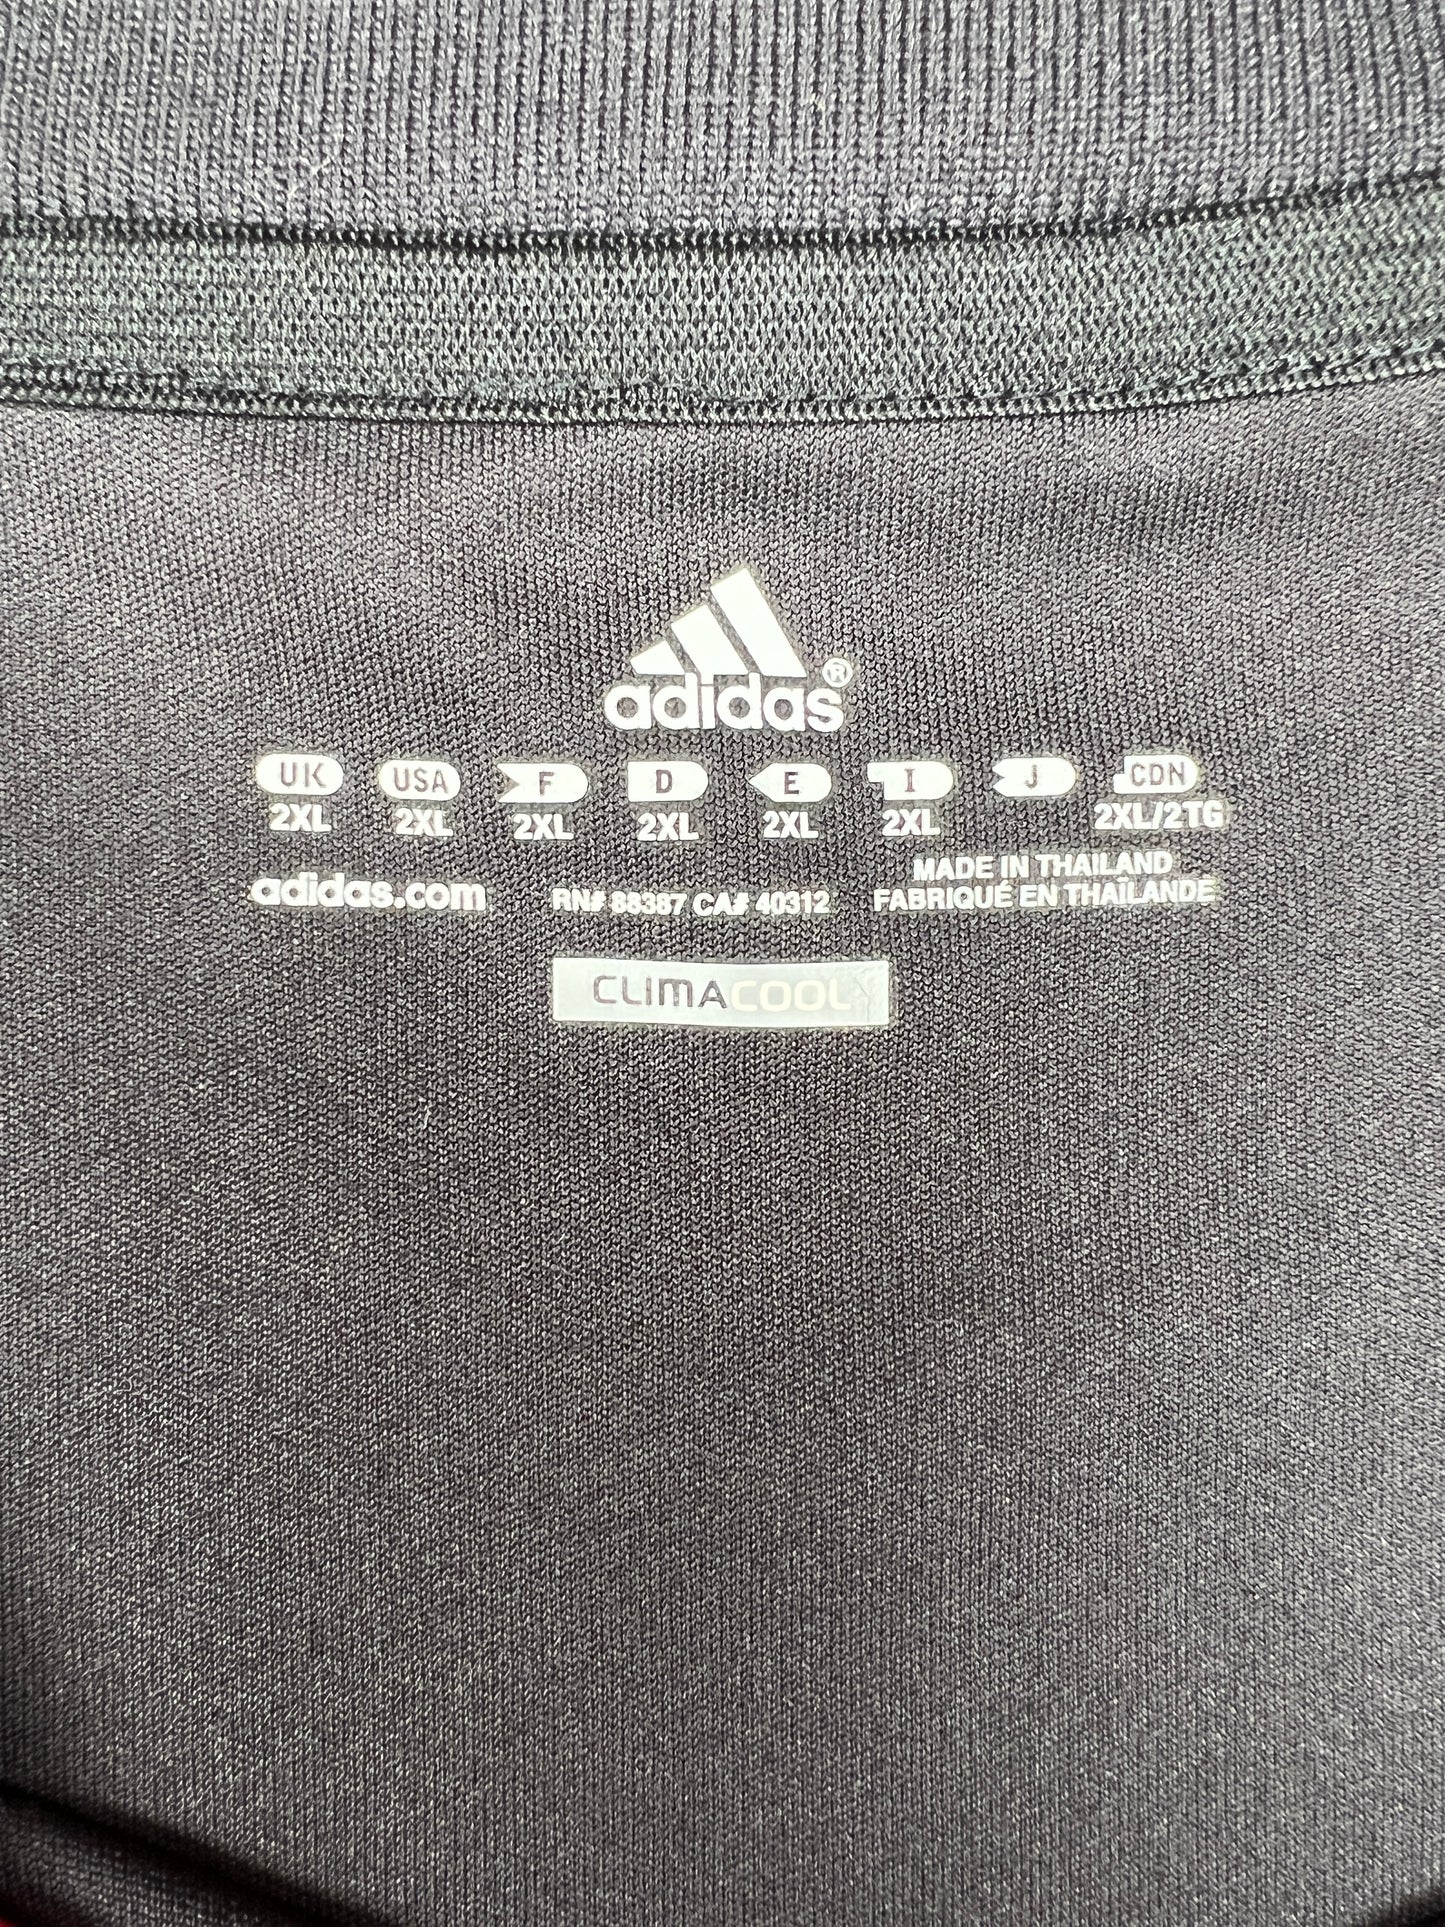 adidas®
UK USA F D E I J CDN
2XL 2XL 2XL 2XL 2XL 2XL 2XL/2TG
adidas.com RN# 88387 CA# 40312 MADE IN THAILAND
FABRIQUÉ EN THAÏLANDE
CLIMACOOL